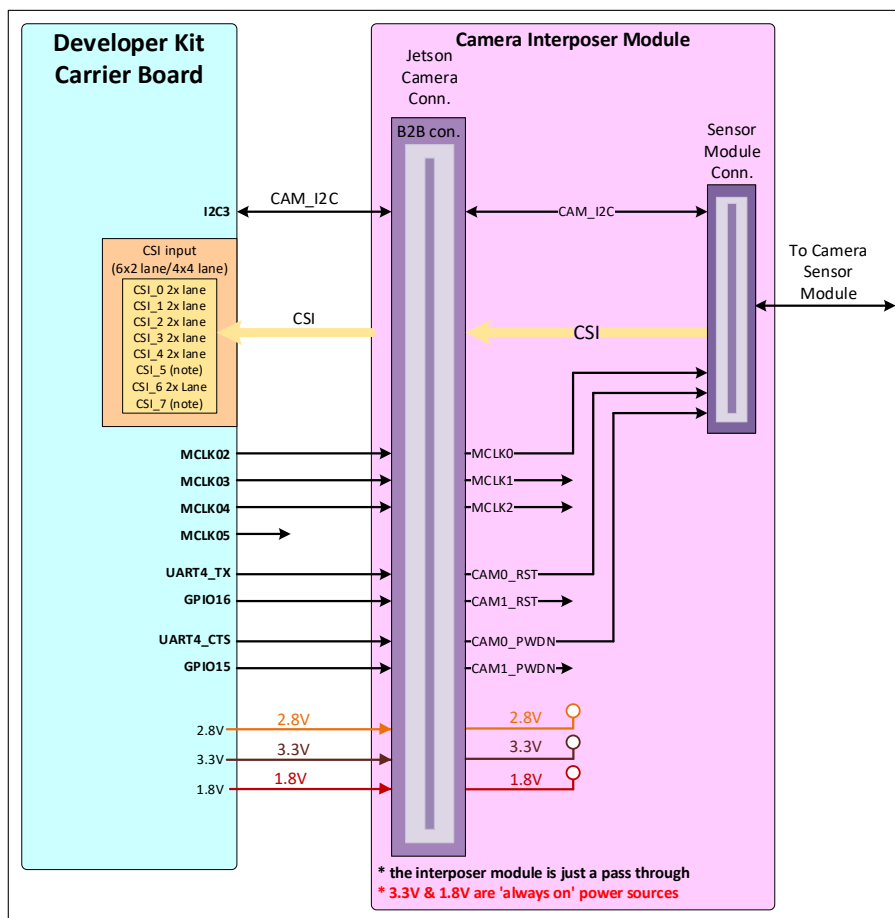 Developer Kit
Carrier Board
Camera Interposer Module
Jetson
Camera
Conn.
B2B con.
Sensor
Module
Conn.
I2C3
CAM_I2C
CAM_I2C
CSI input
(6x2 lane/4x4 lane)
CSI_0 2x lane
CSI_1 2x lane
CSI_2 2x lane
CSI_3 2x lane
CSI_4 2x lane
CSI_5 (note)
CSI_6 2x Lane
CSI_7 (note)
CSI
CSI
To Camera
Sensor
Module
MCLK02
MCLK0
MCLK03
MCLK1
MCLK04
MCLK2
MCLK05
UART4_TX
CAM0_RST
GPIO16
CAM1_RST
UART4_CTS
CAM0_PWDN
GPIO15
CAM1_PWDN
2.8V
2.8V
2.8V
3.3V
3.3V
3.3V
1.8V
1.8V
1.8V
* the interposer module is just a pass through
* 3.3V & 1.8V are 'always on' power sources